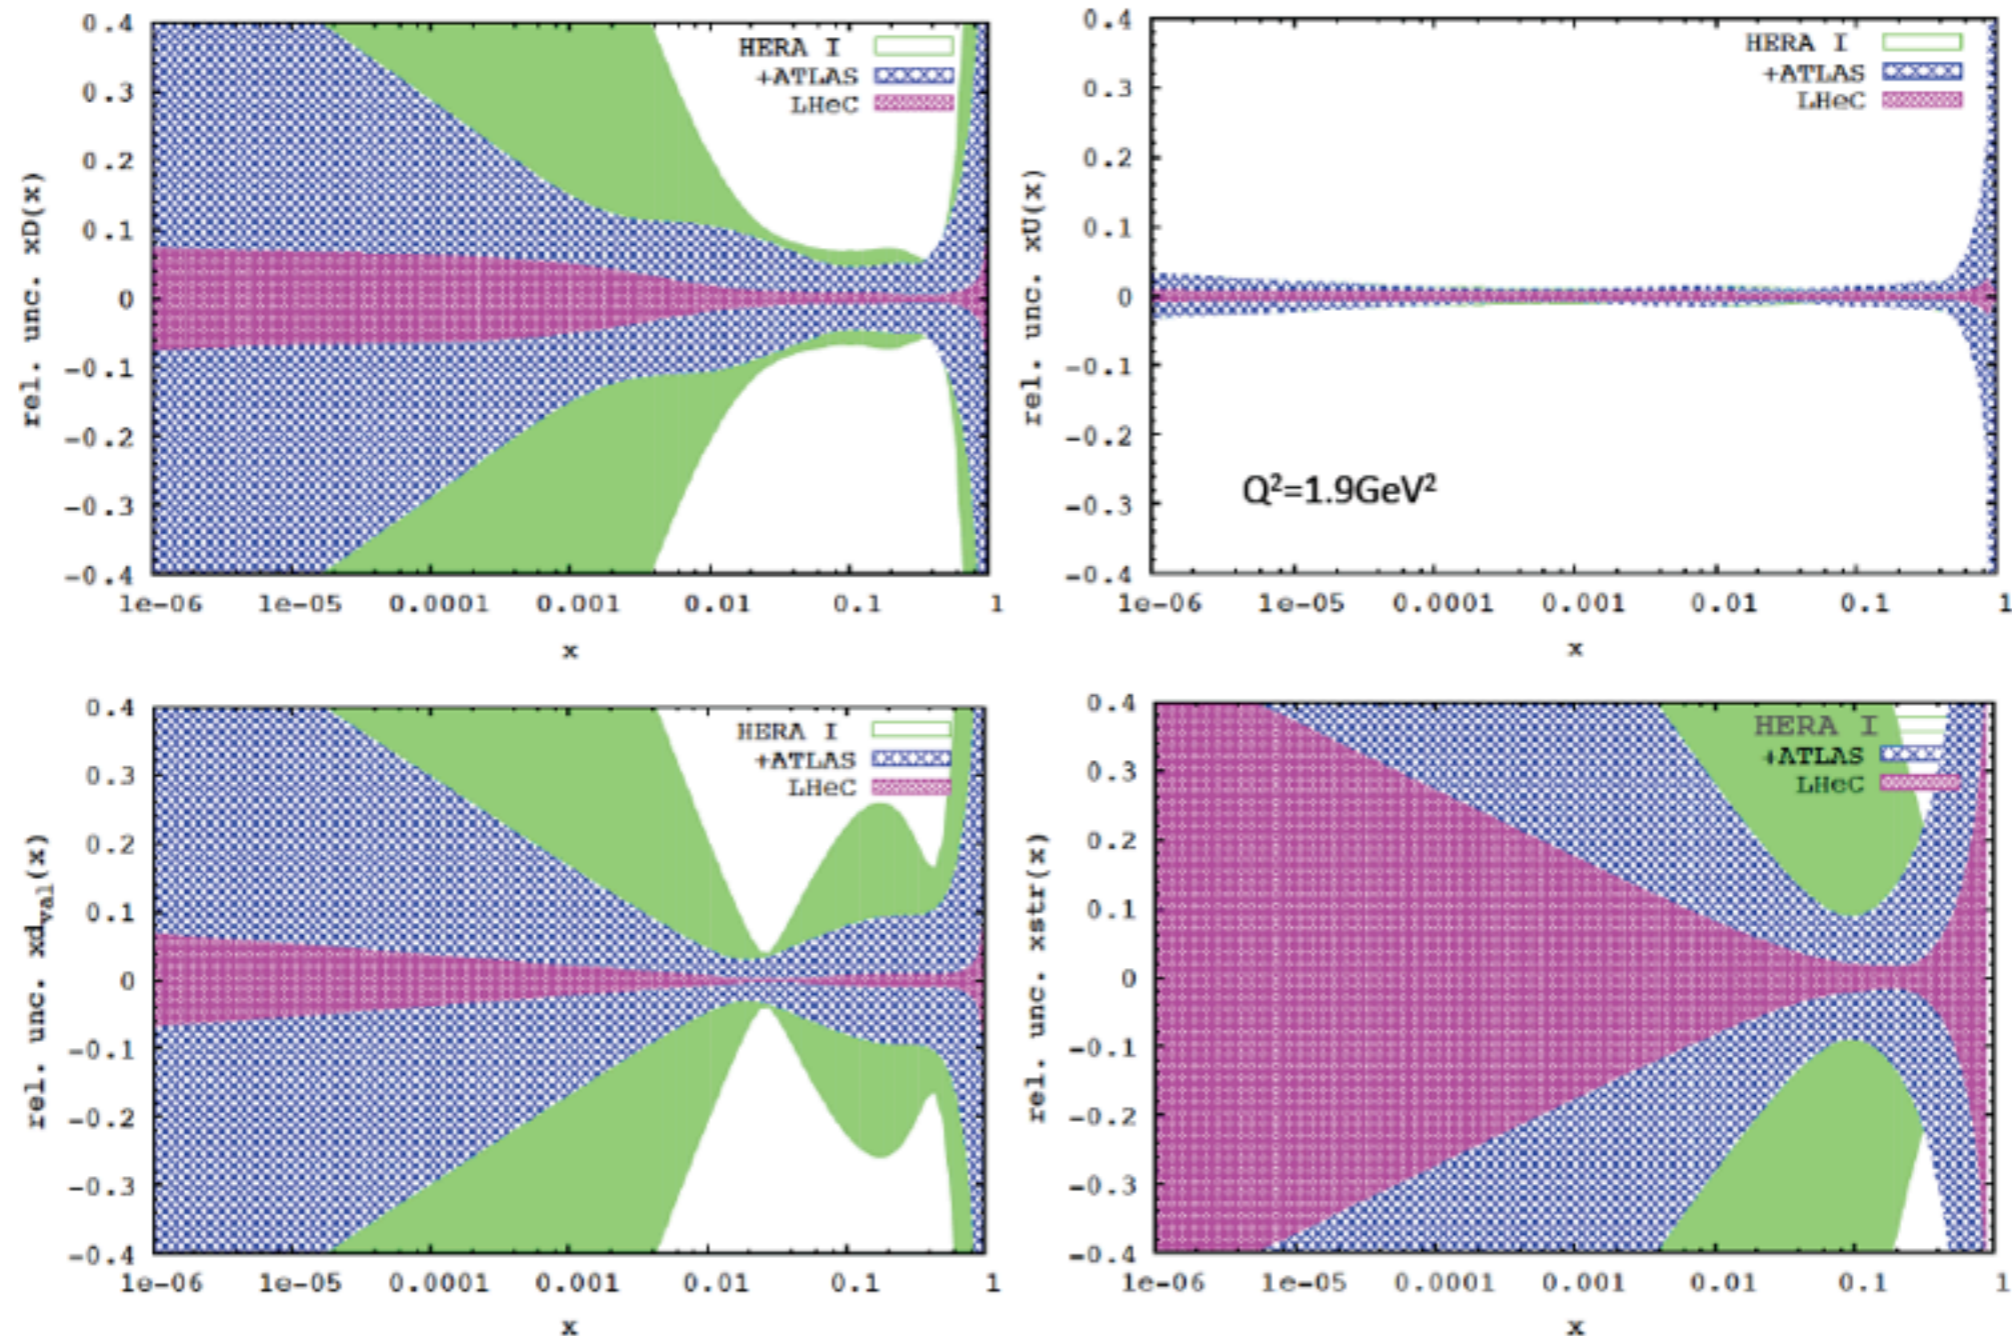 0.4
0.3
0.2
0.1
0
-0.1
-0.2
-0.3
-0.4
rel. unc. xD(x)
HERA I
+ATLAS
LHeC
1e-06 1e-05 0.0001 0.001 0.01 0.1 1
x
0.4
0.3
0.2
0.1
0
-0.1
-0.2
-0.3
-0.4
rel. unc. xU(x)
HERA I
+ATLAS
LHeC
Q²=1.9GeV²
1e-06 1e-05 0.0001 0.001 0.01 0.1 1
x
0.4
0.3
0.2
0.1
0
-0.1
-0.2
-0.3
-0.4
rel. unc. xd_val(x)
HERA I
+ATLAS
LHeC
1e-06 1e-05 0.0001 0.001 0.01 0.1 1
x
0.4
0.3
0.2
0.1
0
-0.1
-0.2
-0.3
-0.4
rel. unc. xstr(x)
HERA I
+ATLAS
LHeC
1e-06 1e-05 0.0001 0.001 0.01 0.1 1
x